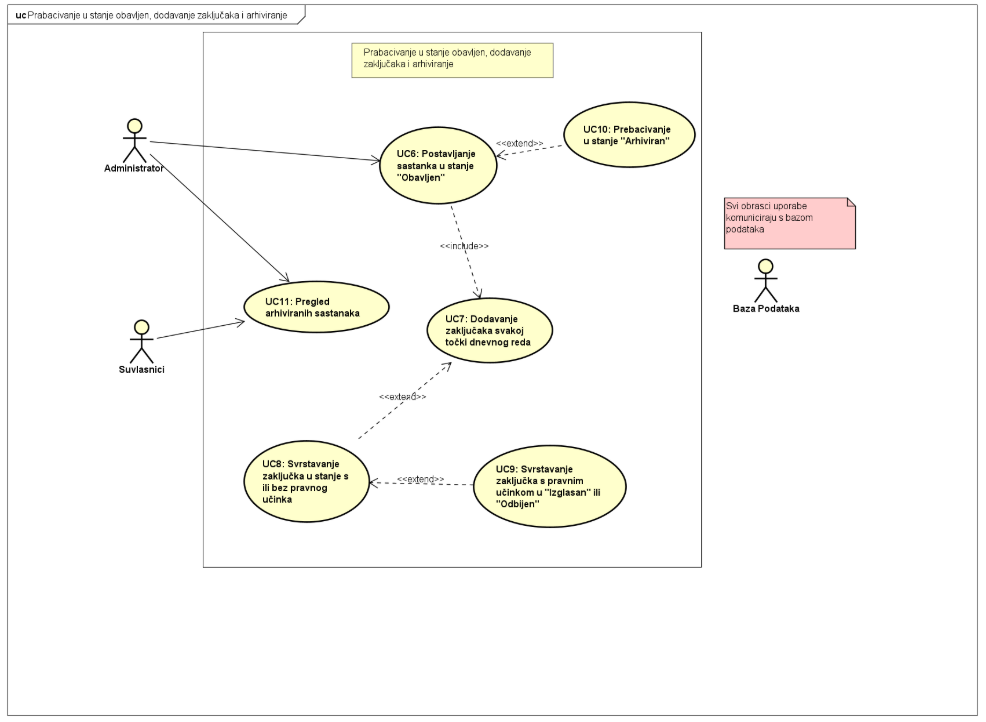 uc Prabacivanje u stanje obavljen, dodavanje zaključaka i arhiviranje
Prabacivanje u stanje obavljen, dodavanje
zaključaka i arhiviranje
Administrator
UC6: Postavljanje
sastanka u stanje
"Obavljen"
<<extend>>
UC10: Prebacivanje
u stanje "Arhiviran"
Svi obrasci uporabe
komuniciraju s bazom
podataka
<<include>>
Baza Podataka
UC11: Pregled
arhiviranih sastanaka
UC7: Dodavanje
zaključaka svakoj
točki dnevnog reda
Suvlasnici
<<extend>>
UC8: Svrstavanje
zaključka u stanje s
ili bez pravnog
učinka
<<extend>>
UC9: Svrstavanje
zaključka s pravnim
učinkom u "Izglasan" ili
"Odbijen"